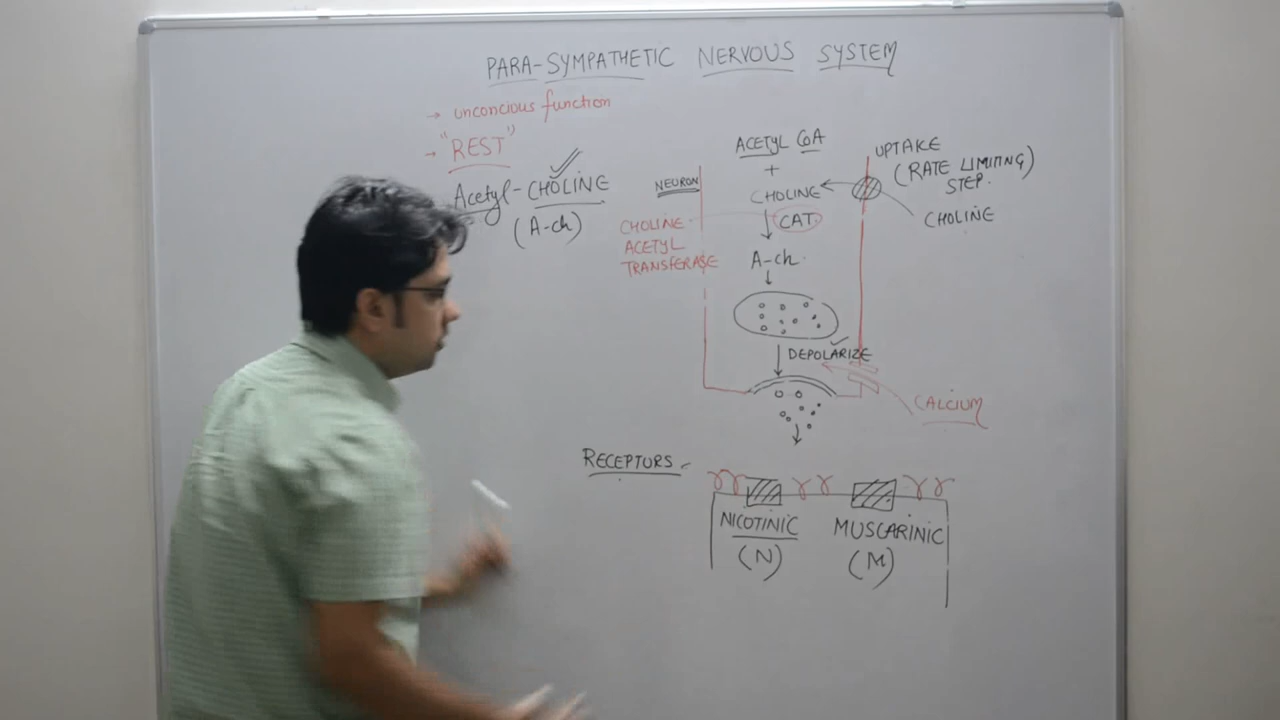 PARA-SYMPATHETIC NERVOUS SYSTEM
→ unconcious function
→ "REST"
Acetyl-CHOLINE
(A-ch)
NEURON
ACETYL CoA
+
CHOLINE
CAT
CHOLINE
ACETYL
TRANSFERASE
A-ch.
UPTAKE
(RATE LIMITING)
STEP.
CHOLINE
DEPOLARIZE
CALCIUM
RECEPTORS
NICOTINIC
(N)
MUSCARINIC
(M)